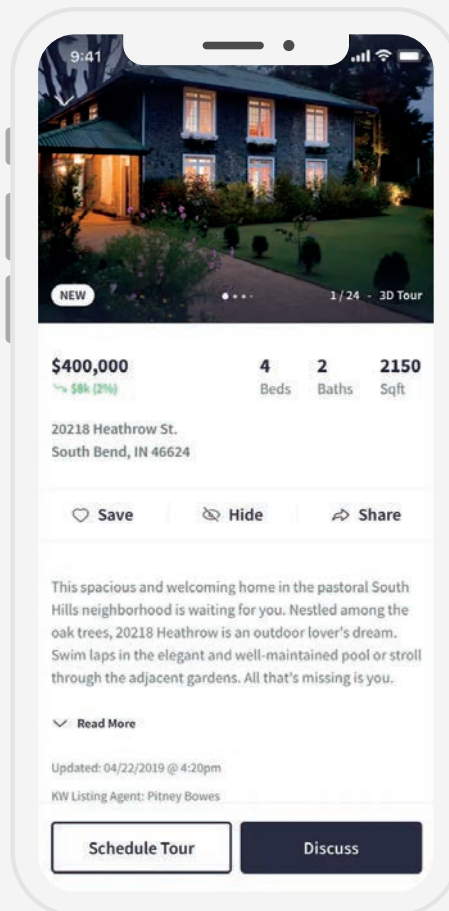 9:41
NEW
1 / 24 - 3D Tour
$400,000
4
2
2150
$8k (2%)
Beds
Baths
Sqft
20218 Heathrow St.
South Bend, IN 46624
Save
Hide
Share
This spacious and welcoming home in the pastoral South
Hills neighborhood is waiting for you. Nestled among the
oak trees, 20218 Heathrow is an outdoor lover's dream.
Swim laps in the elegant and well-maintained pool or stroll
through the adjacent gardens. All that's missing is you.
Read More
Updated: 04/22/2019 @ 4:20pm
KW Listing Agent: Pitney Bowes
Schedule Tour
Discuss